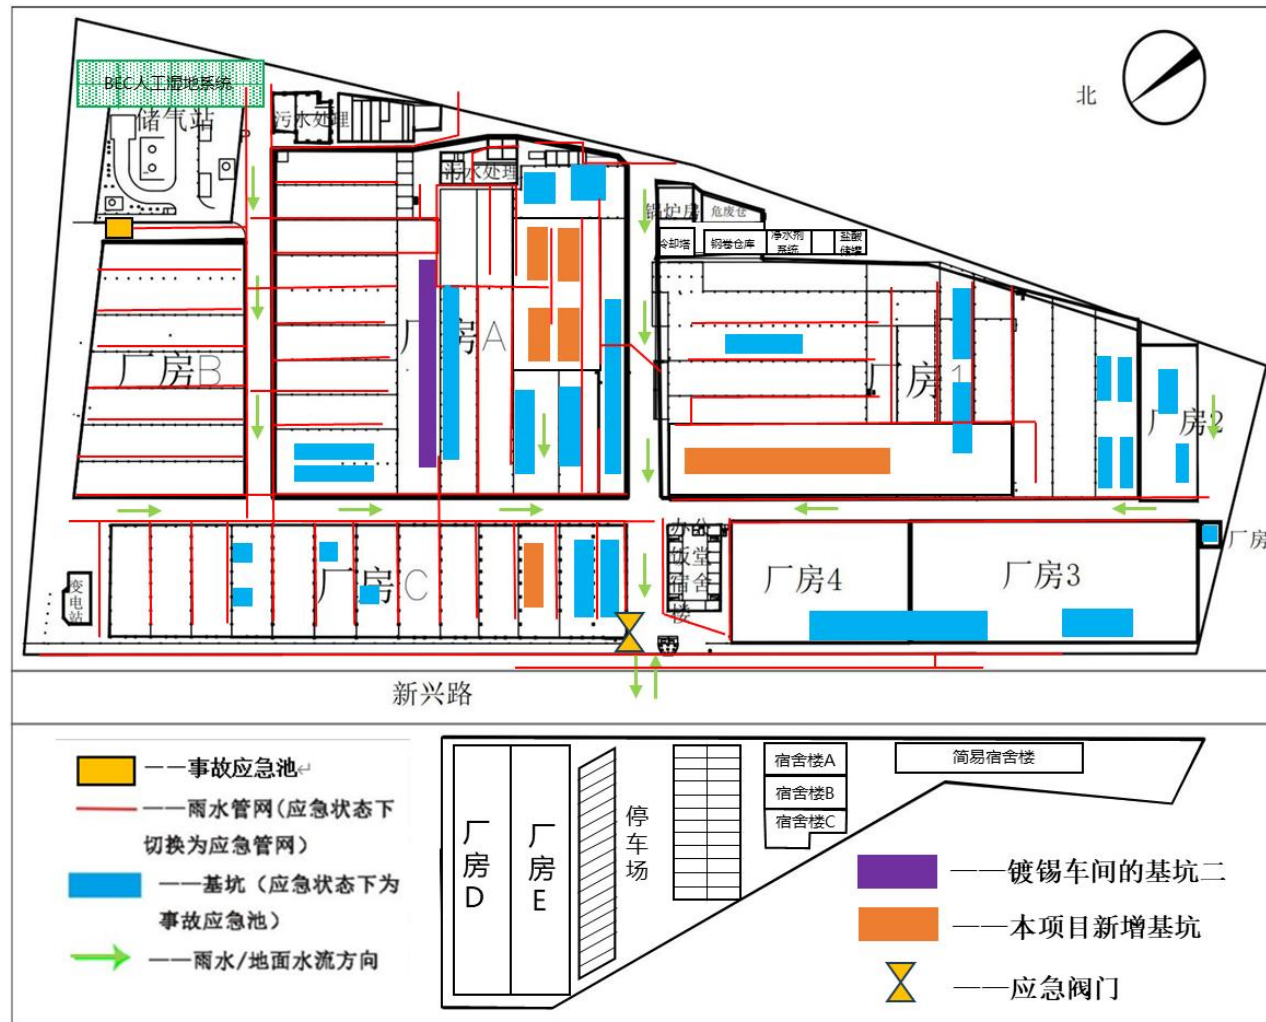 BEC人工湿地系统
北
储气站
污水处理
污水处理
锅炉房
危废仓
冷却塔
钢卷仓库
净水剂
系统
盐酸
储罐
厂房B
厂房A
厂房1
厂房2
办公
饭堂
宿舍
楼
厂房
变电站
厂房C
厂房4
厂房3
新兴路
——事故应急池↵
——雨水管网(应急状态下
切换为应急管网)
——基坑（应急状态下为
事故应急池）
——雨水/地面水流方向
厂房D
厂房E
停车场
宿舍楼A
宿舍楼B
宿舍楼C
简易宿舍楼
——镀锡车间的基坑二
——本项目新增基坑
——应急阀门